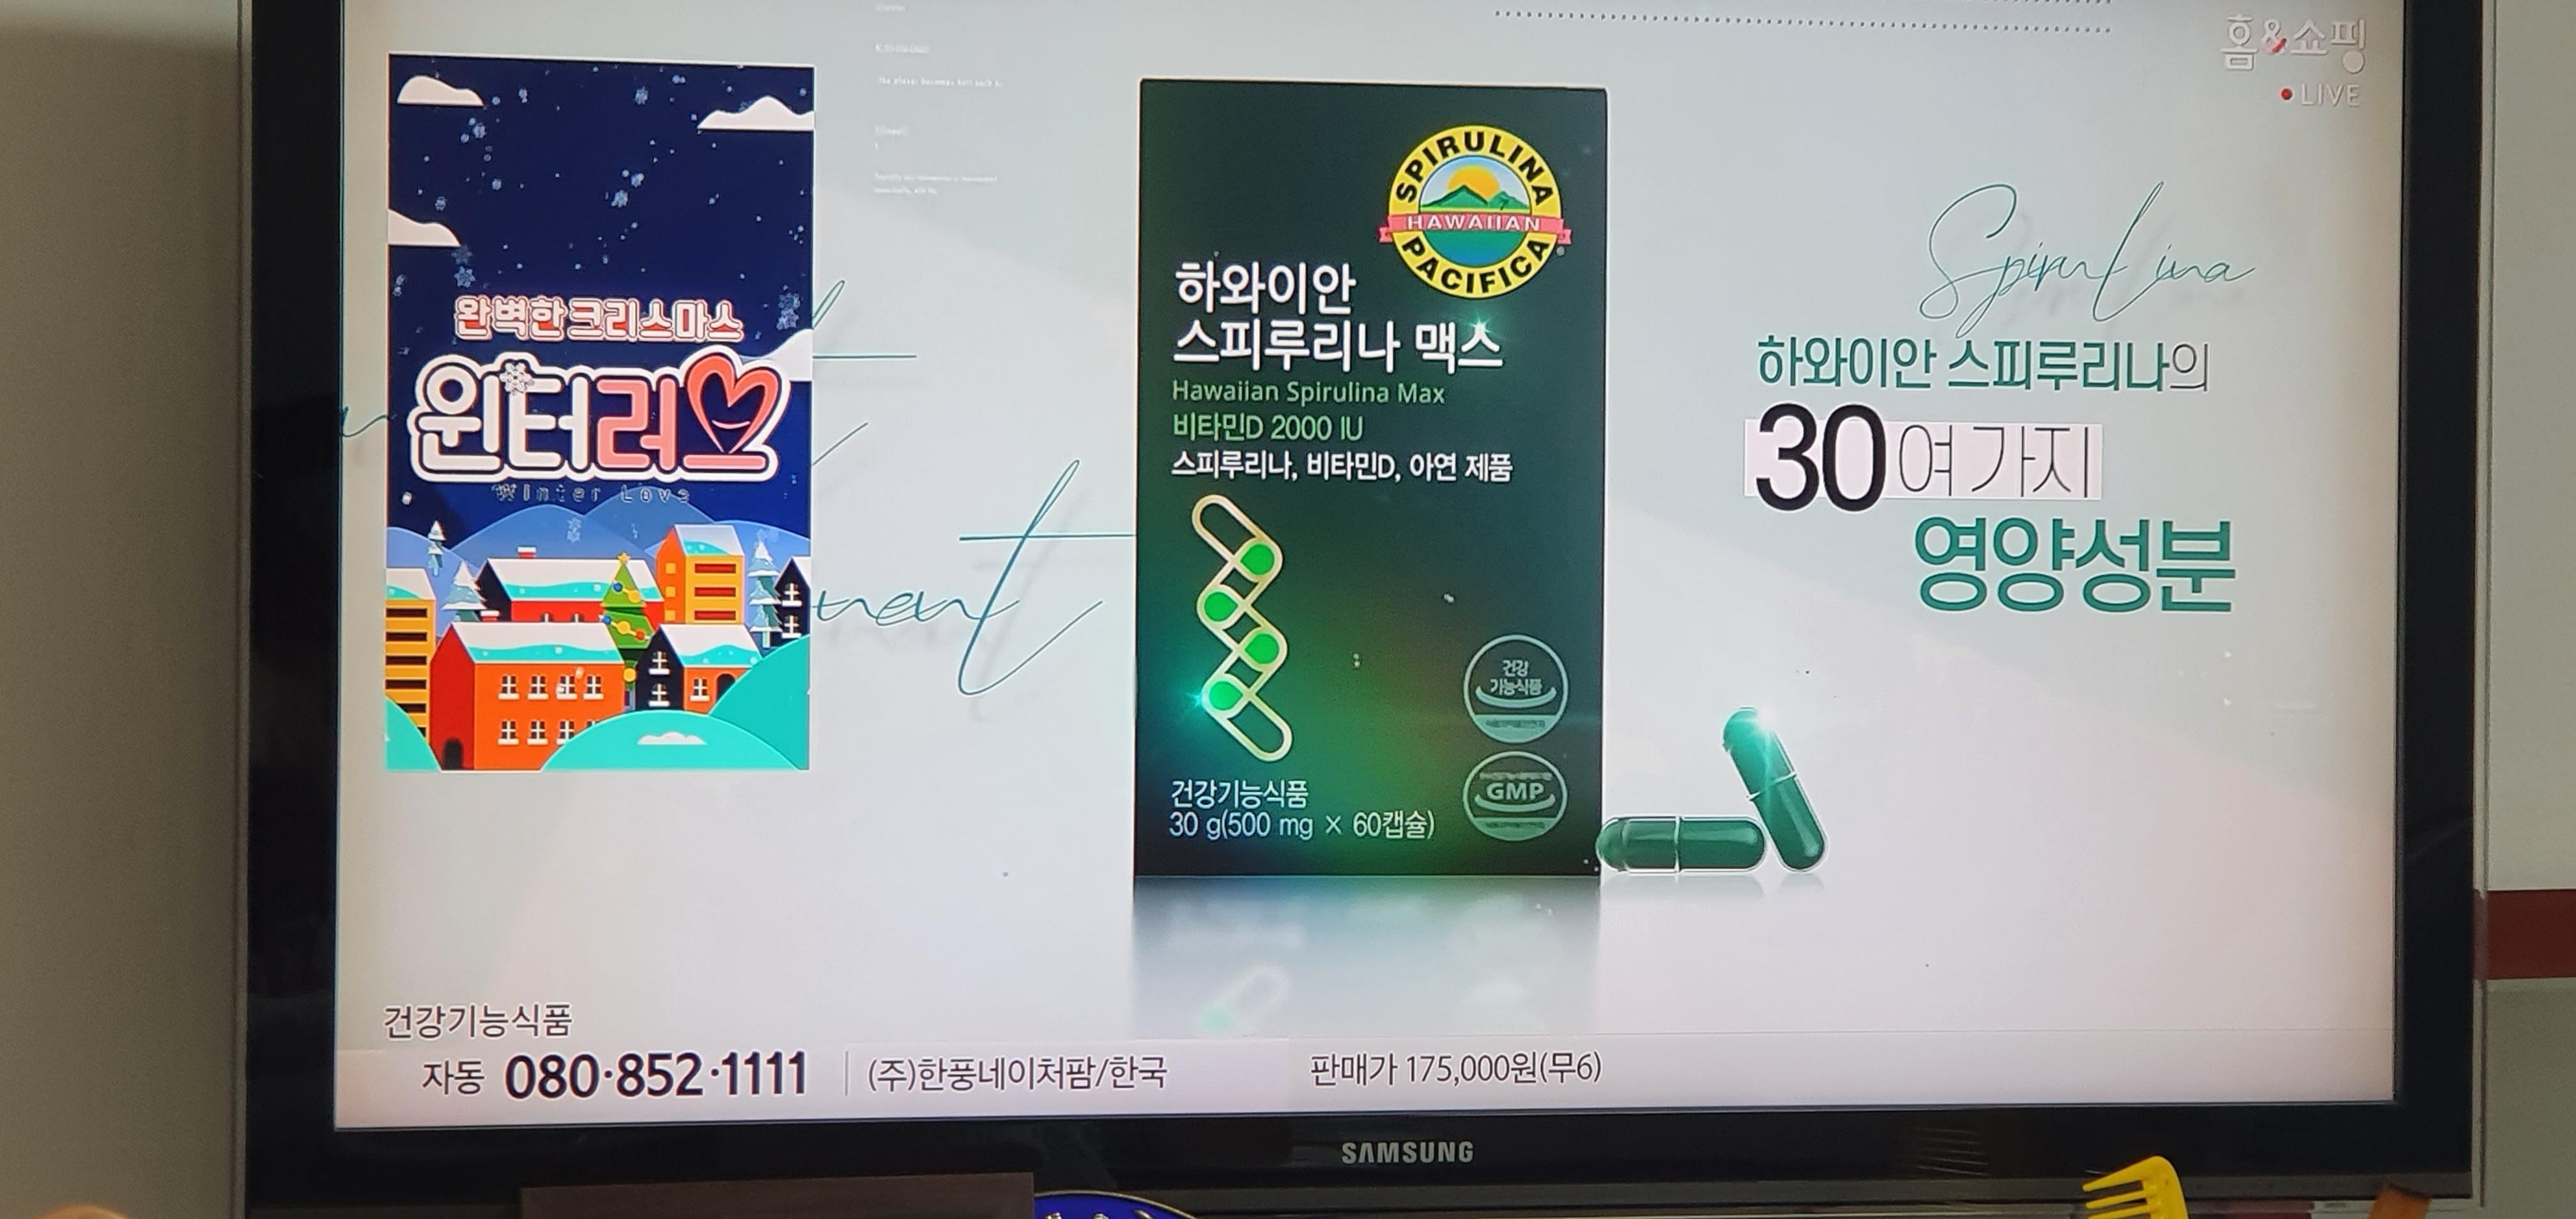 홈&쇼핑
LIVE
완벽한 크리스마스
윈터러브
Winter Love
SPIRULINA
HAWAIIAN
PACIFICA
하와이안
스피루리나 맥스
Hawaiian Spirulina Max
비타민D 2000 IU
스피루리나, 비타민D, 아연 제품
건강
기능식품
GMP
건강기능식품
30 g(500 mg × 60캡슐)
Spirulina
하와이안 스피루리나의
30여 가지
영양성분
건강기능식품
자동 080·852·1111
(주)한풍네이처팜/한국
판매가 175,000원(무6)
SAMSUNG